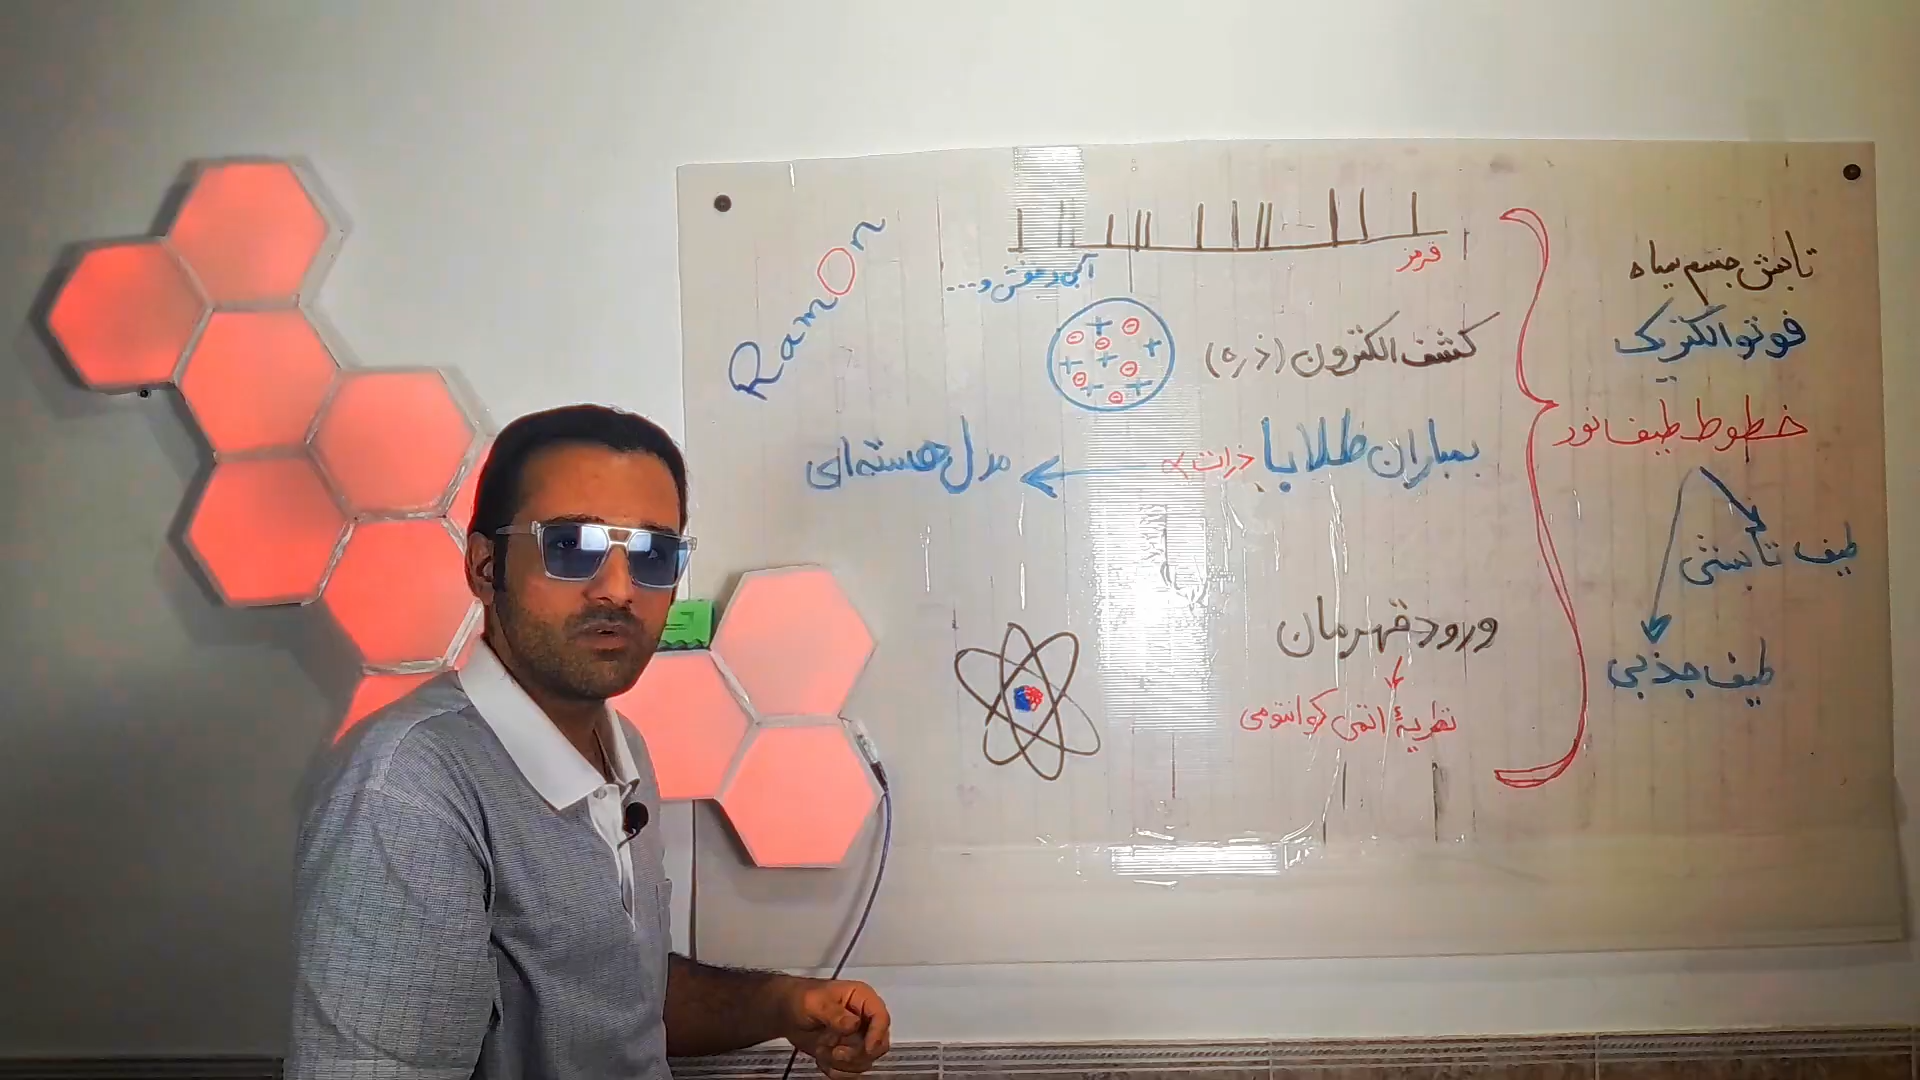 تابش جسم سیاه
فوتوالکتریک
خطوط طیف نور
طیف تابشی
طیف جذبی
قرمز
آبی و بنفش و ...
کشف الکترون (ذره)
بمباران طلا با ذرات α
مدل هسته‌ای
ورود قهرمان
نظریهٔ اتمی کوانتومی
RamOn